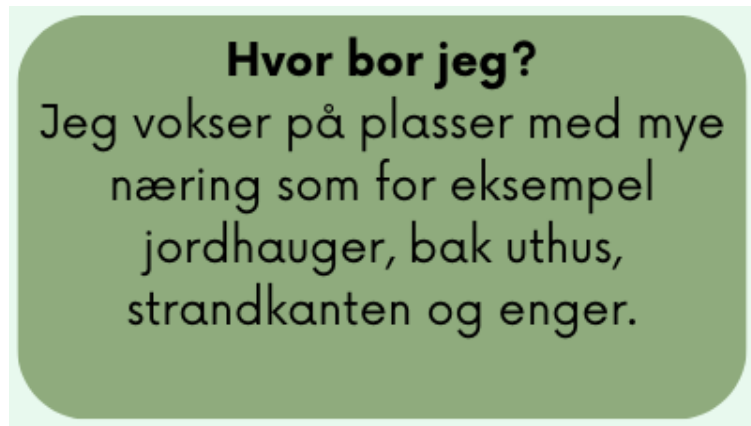 Hvor bor jeg?
Jeg vokser på plasser med mye
næring som for eksempel
jordhauger, bak uthus,
strandkanten og enger.